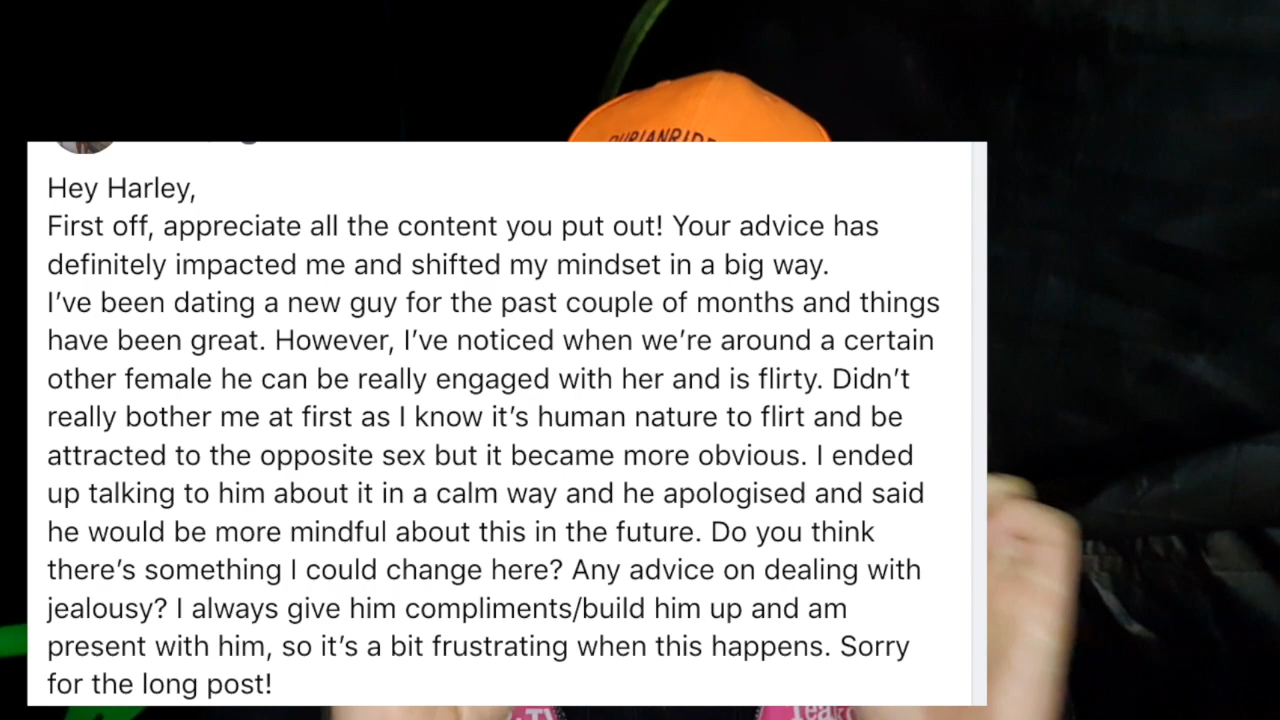 DURIANRIDE
Hey Harley,
First off, appreciate all the content you put out! Your advice has
definitely impacted me and shifted my mindset in a big way.
I’ve been dating a new guy for the past couple of months and things
have been great. However, I’ve noticed when we’re around a certain
other female he can be really engaged with her and is flirty. Didn’t
really bother me at first as I know it’s human nature to flirt and be
attracted to the opposite sex but it became more obvious. I ended
up talking to him about it in a calm way and he apologised and said
he would be more mindful about this in the future. Do you think
there’s something I could change here? Any advice on dealing with
jealousy? I always give him compliments/build him up and am
present with him, so it’s a bit frustrating when this happens. Sorry
for the long post!